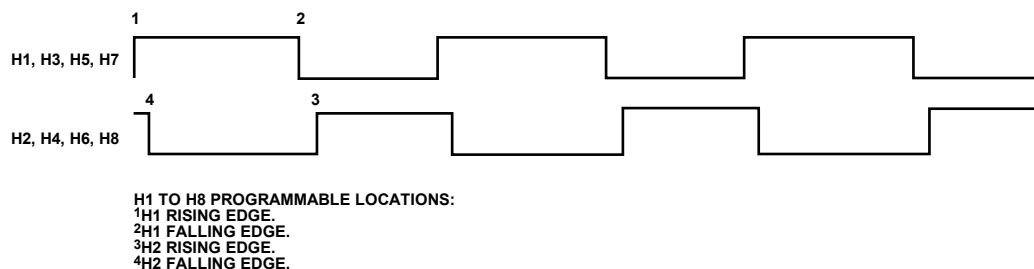 1 2
H1, H3, H5, H7
4 3
H2, H4, H6, H8
H1 TO H8 PROGRAMMABLE LOCATIONS:
1H1 RISING EDGE.
2H1 FALLING EDGE.
3H2 RISING EDGE.
4H2 FALLING EDGE.